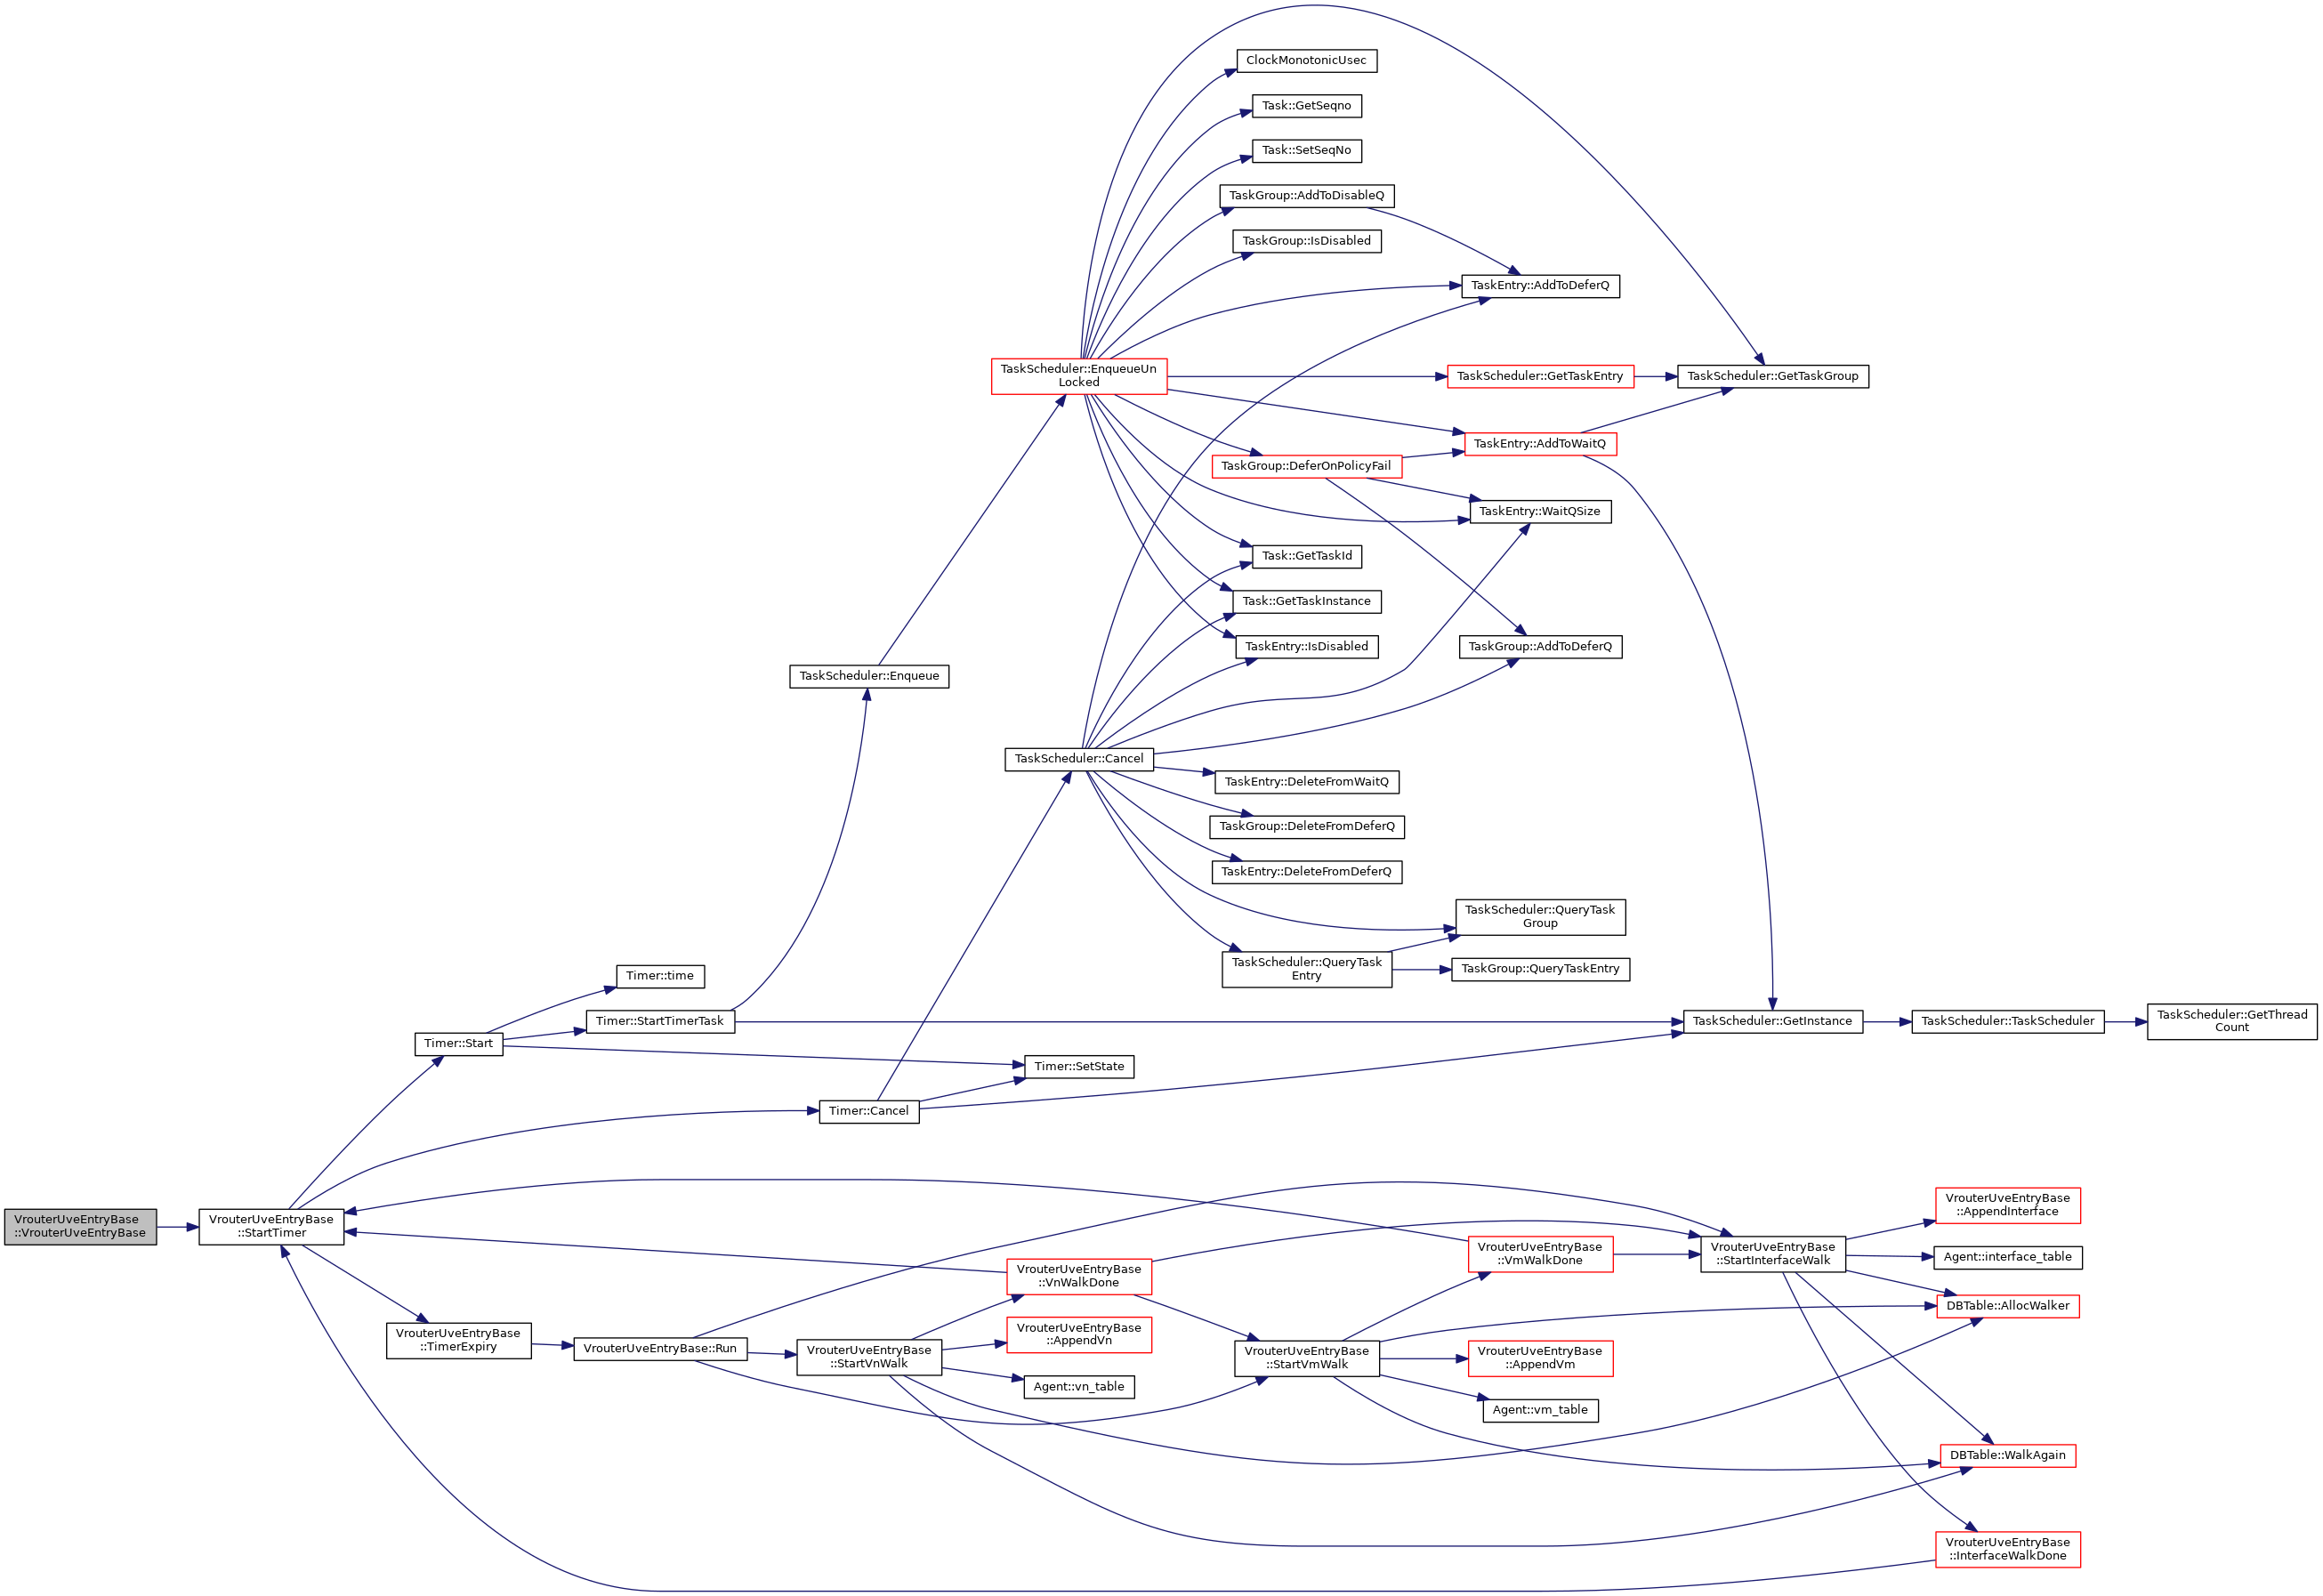 ClockMonotonicUsec
Task::GetSeqno
Task::SetSeqNo
TaskGroup::AddToDisableQ
TaskGroup::IsDisabled
TaskEntry::AddToDeferQ
TaskScheduler::EnqueueUn
Locked
TaskScheduler::GetTaskEntry
TaskScheduler::GetTaskGroup
TaskEntry::AddToWaitQ
TaskGroup::DeferOnPolicyFail
TaskEntry::WaitQSize
Task::GetTaskId
Task::GetTaskInstance
TaskEntry::IsDisabled
TaskGroup::AddToDeferQ
TaskScheduler::Enqueue
TaskScheduler::Cancel
TaskEntry::DeleteFromWaitQ
TaskGroup::DeleteFromDeferQ
TaskEntry::DeleteFromDeferQ
TaskScheduler::QueryTask
Group
TaskScheduler::QueryTask
Entry
TaskGroup::QueryTaskEntry
Timer::time
Timer::StartTimerTask
TaskScheduler::GetInstance
TaskScheduler::TaskScheduler
TaskScheduler::GetThread
Count
Timer::Start
Timer::SetState
Timer::Cancel
VrouterUveEntryBase
::VrouterUveEntryBase
VrouterUveEntryBase
::StartTimer
VrouterUveEntryBase
::AppendInterface
VrouterUveEntryBase
::VmWalkDone
VrouterUveEntryBase
::StartInterfaceWalk
Agent::interface_table
VrouterUveEntryBase
::VnWalkDone
DBTable::AllocWalker
VrouterUveEntryBase
::TimerExpiry
VrouterUveEntryBase::Run
VrouterUveEntryBase
::StartVnWalk
VrouterUveEntryBase
::AppendVn
VrouterUveEntryBase
::StartVmWalk
VrouterUveEntryBase
::AppendVm
Agent::vn_table
Agent::vm_table
DBTable::WalkAgain
VrouterUveEntryBase
::InterfaceWalkDone